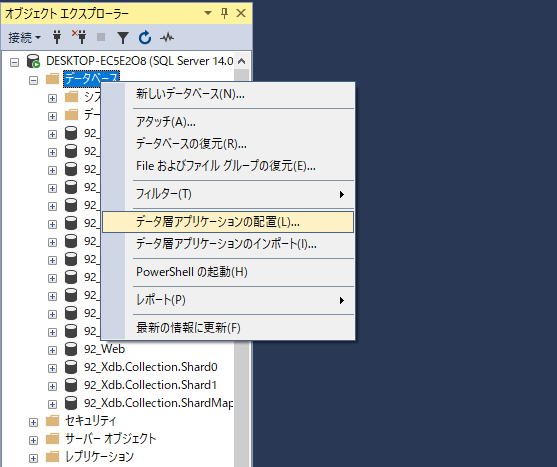 オブジェクト エクスプローラー
接続
DESKTOP-EC5E2O8 (SQL Server 14.0
データベース
シス
デー
92_
92_
92_
92_
92_
92_
92_
92_
92_
92_
92_
92_
92_Web
92_Xdb.Collection.Shard0
92_Xdb.Collection.Shard1
92_Xdb.Collection.ShardMap
セキュリティ
サーバー オブジェクト
レプリケーション
新しいデータベース(N)...
アタッチ(A)...
データベースの復元(R)...
File およびファイル グループの復元(E)...
フィルター(T)
データ層アプリケーションの配置(L)...
データ層アプリケーションのインポート(I)...
PowerShell の起動(H)
レポート(P)
最新の情報に更新(F)